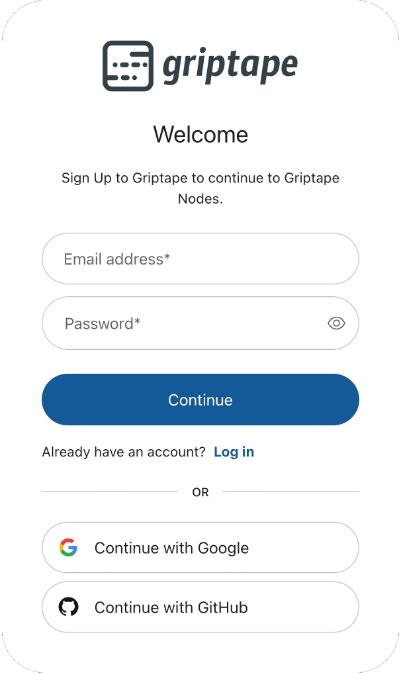 griptape
Welcome
Sign Up to Griptape to continue to Griptape
Nodes.
Email address*
Password*
Continue
Already have an account? Log in
OR
Continue with Google
Continue with GitHub